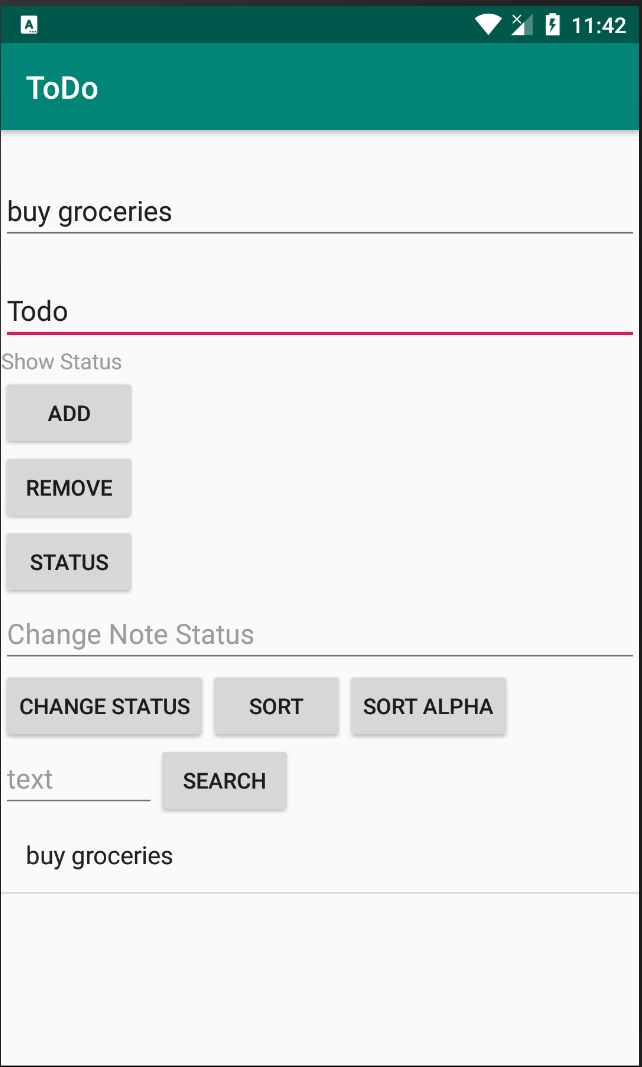 11:42
ToDo
buy groceries
Todo
Show Status
ADD
REMOVE
STATUS
Change Note Status
CHANGE STATUS SORT SORT ALPHA
text SEARCH
buy groceries